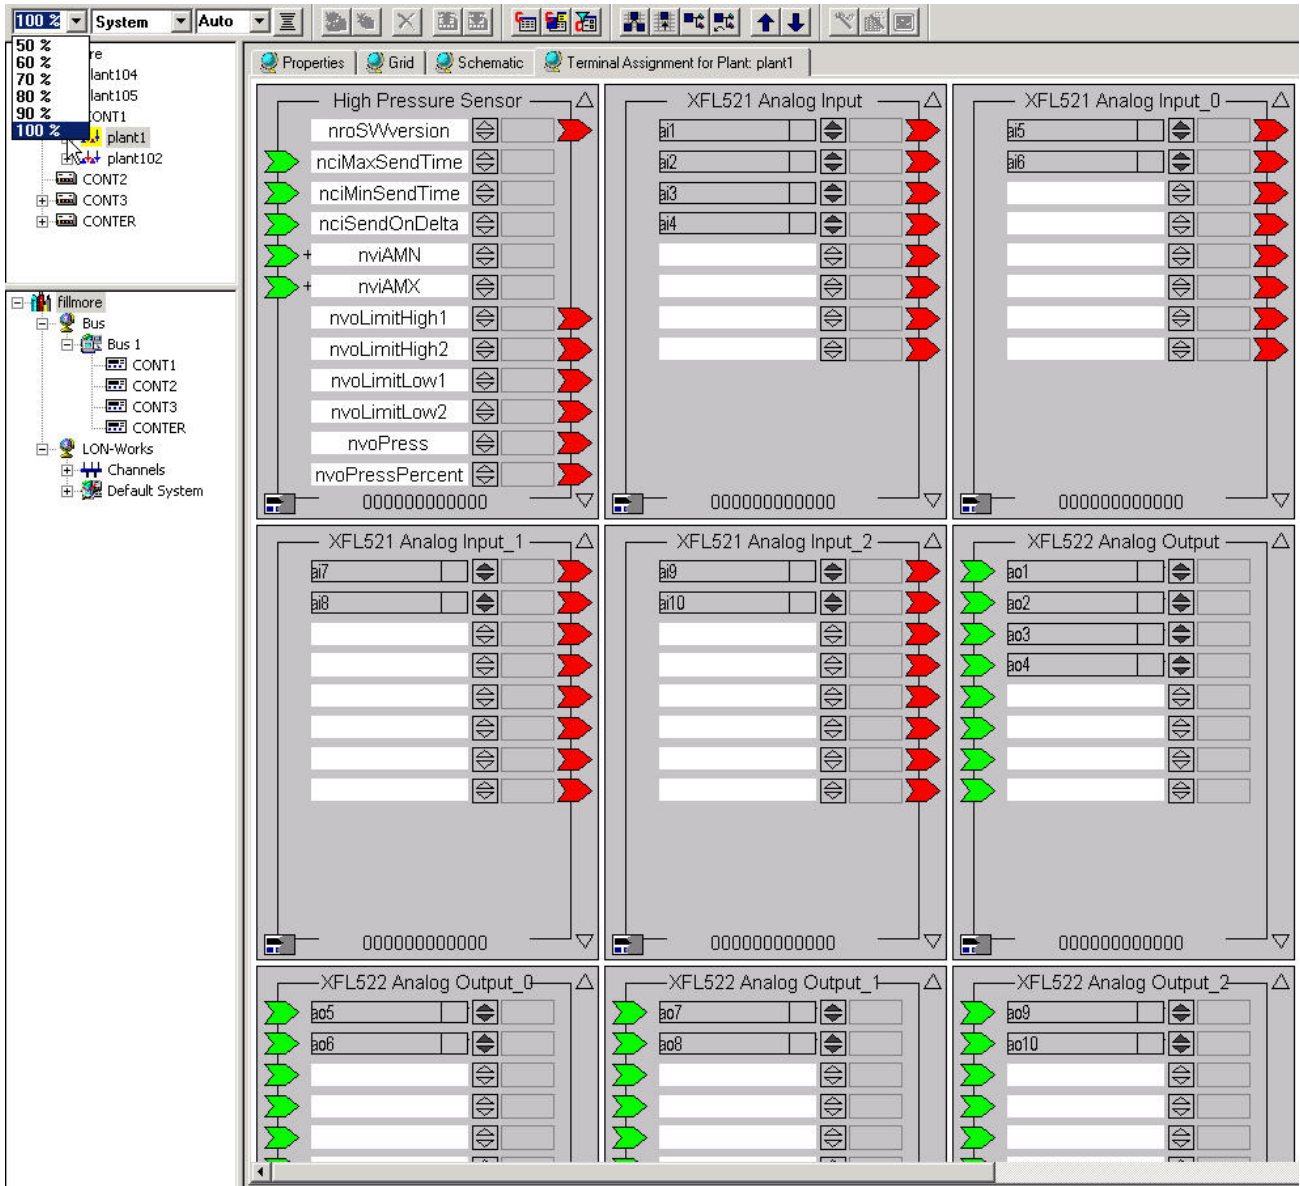 100 % System Auto
50 %
60 %
70 %
80 %
90 %
100 %
re
lant104
lant105
CONT1
plant1
plant102
CONT2
CONT3
CONTER
fillmore
Bus
Bus 1
CONT1
CONT2
CONT3
CONTER
LON-Works
Channels
Default System
Properties Grid Schematic Terminal Assignment for Plant: plant1
High Pressure Sensor
nroSWversion
nciMaxSendTime
nciMinSendTime
nciSendOnDelta
+ nviAMN
+ nviAMX
nvoLimitHigh1
nvoLimitHigh2
nvoLimitLow1
nvoLimitLow2
nvoPress
nvoPressPercent
000000000000
XFL521 Analog Input
ai1
ai2
ai3
ai4
000000000000
XFL521 Analog Input_0
ai5
ai6
000000000000
XFL521 Analog Input_1
ai7
ai8
000000000000
XFL521 Analog Input_2
ai9
ai10
000000000000
XFL522 Analog Output
ao1
ao2
ao3
ao4
000000000000
XFL522 Analog Output_0
ao5
ao6
XFL522 Analog Output_1
ao7
ao8
XFL522 Analog Output_2
ao9
ao10